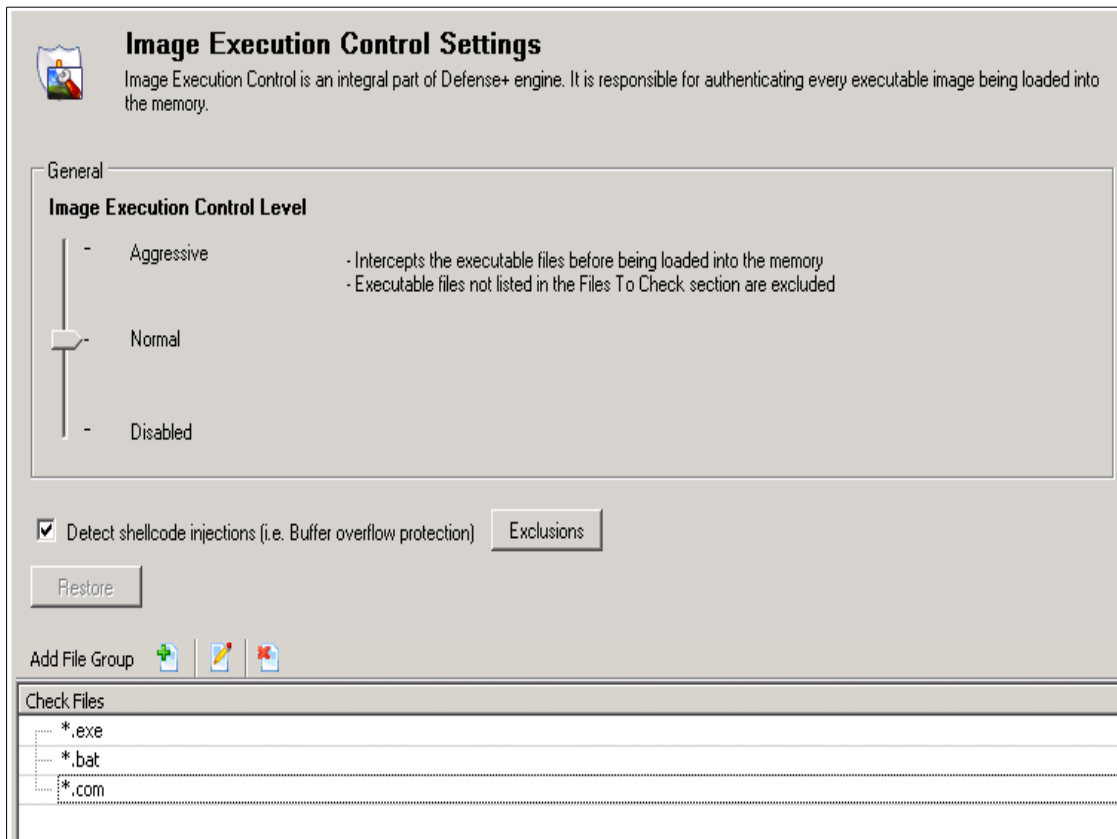 Image Execution Control Settings
Image Execution Control is an integral part of Defense+ engine. It is responsible for authenticating every executable image being loaded into
the memory.
General
Image Execution Control Level
- Aggressive
- Intercepts the executable files before being loaded into the memory
- Executable files not listed in the Files To Check section are excluded
- Normal
- Disabled
Detect shellcode injections (i.e. Buffer overflow protection) Exclusions
Restore
Add File Group
Check Files
*.exe
*.bat
*.com